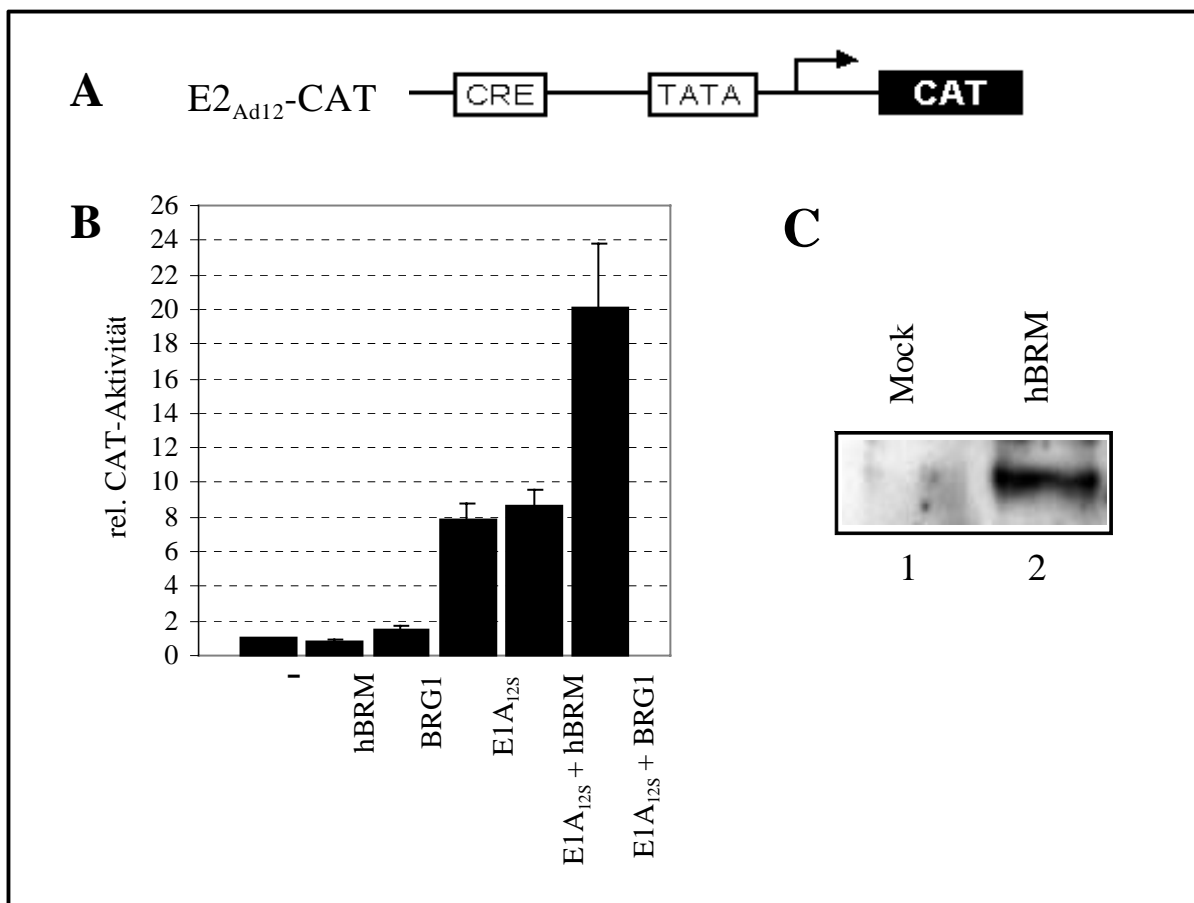 A
E2Ad12-CAT
CRE
TATA
CAT
B
rel. CAT-Aktivität
26
24
22
20
18
16
14
12
10
8
6
4
2
0
-
hBRM
BRG1
E1A12S
E1A12S + hBRM
E1A12S + BRG1
C
Mock
hBRM
1
2